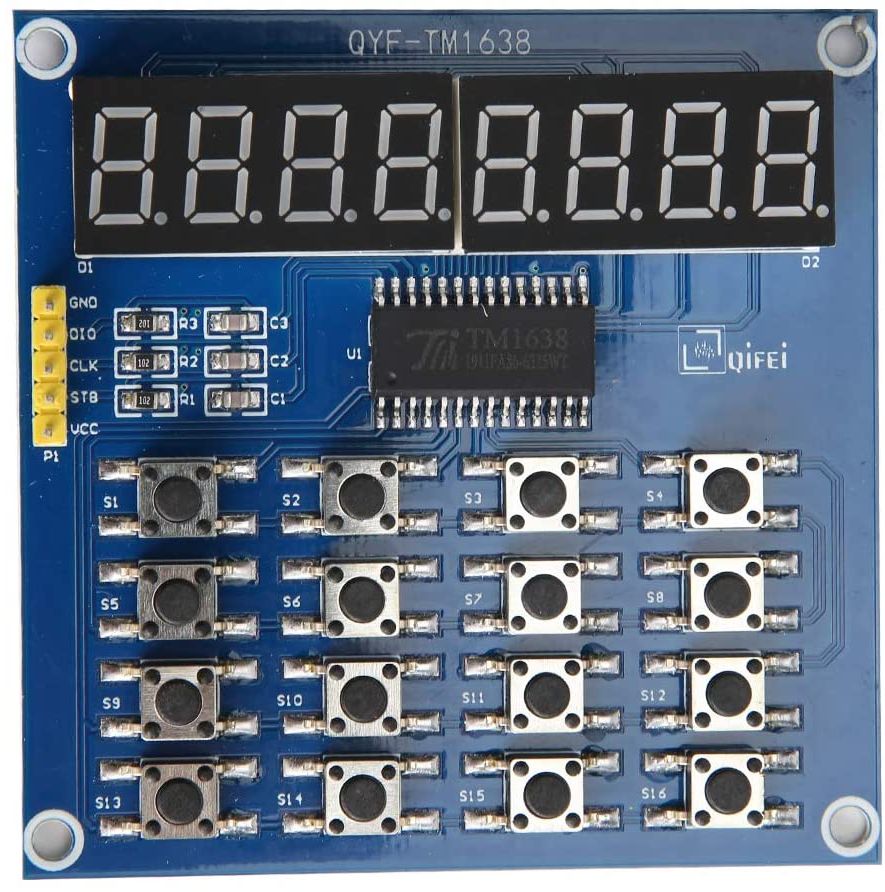 QYF-TM1638
D1
D2
GND
DIO
CLK
STB
VCC
P1
201
R3
C3
102
R2
C2
102
R1
C1
U1
TM1638
QiFEi
S1
S2
S3
S4
S5
S6
S7
S8
S9
S10
S11
S12
S13
S14
S15
S16